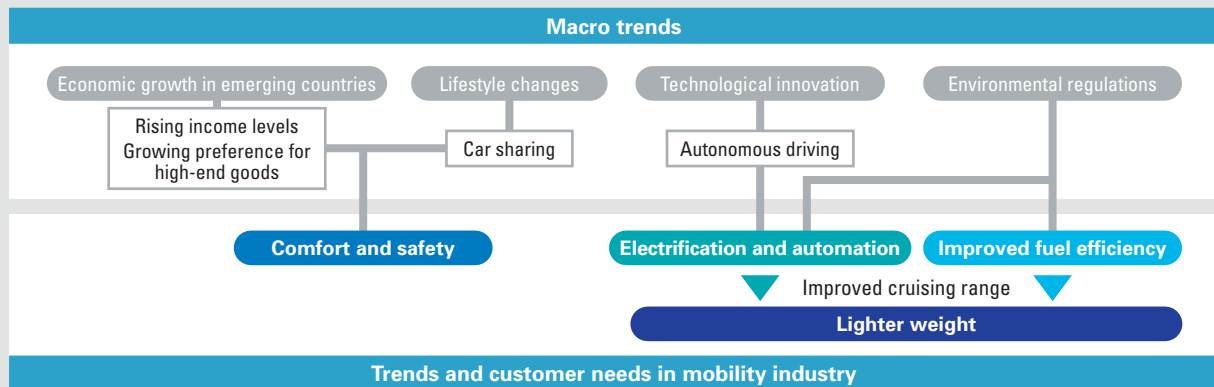 Macro trends
Economic growth in emerging countries
Lifestyle changes
Technological innovation
Environmental regulations
Rising income levels
Growing preference for
high-end goods
Car sharing
Autonomous driving
Comfort and safety
Electrification and automation
Improved fuel efficiency
Improved cruising range
Lighter weight
Trends and customer needs in mobility industry